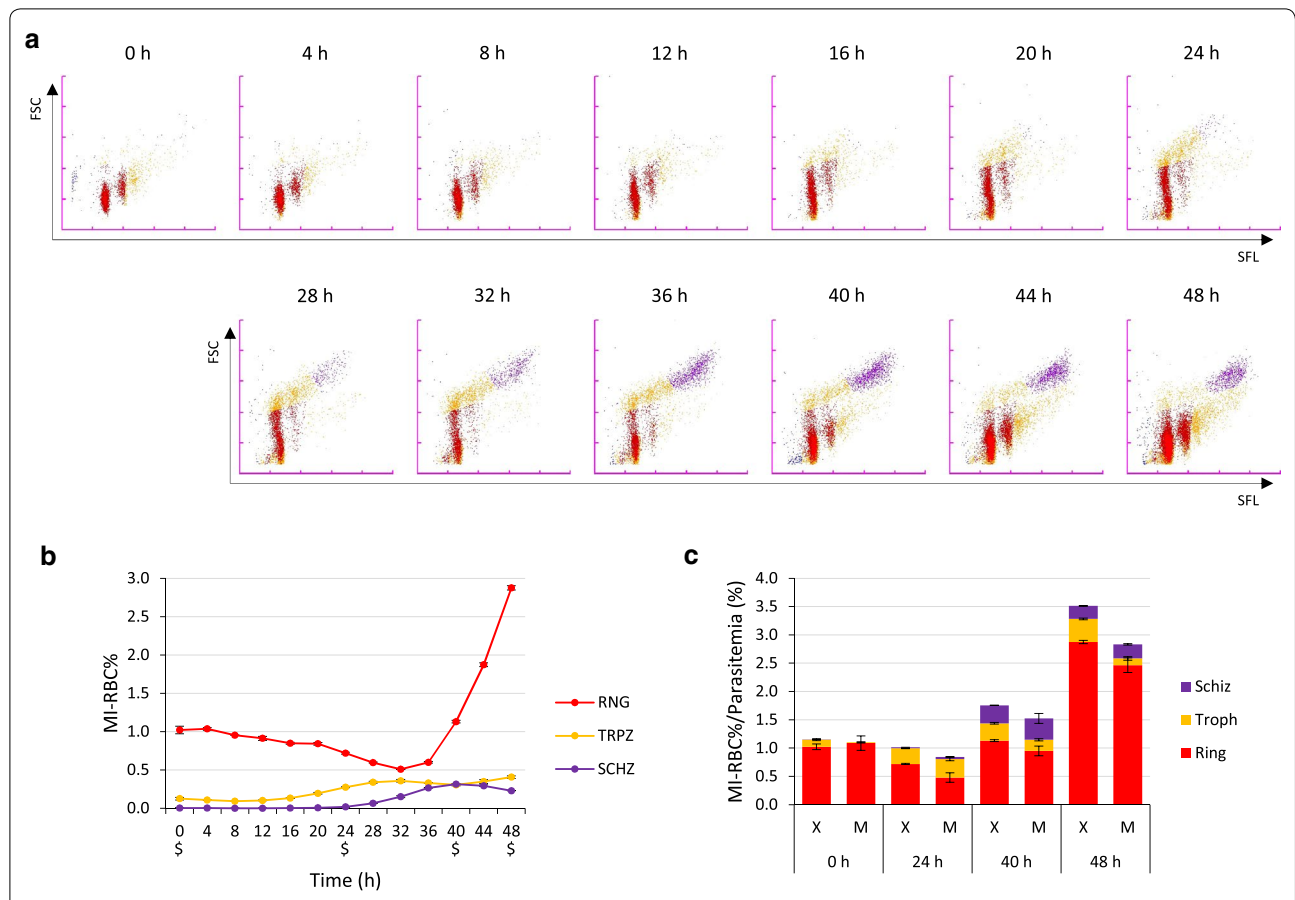 a
0 h 4 h 8 h 12 h 16 h 20 h 24 h
FSC
SFL
28 h 32 h 36 h 40 h 44 h 48 h
FSC
SFL
b
MI-RBC%
3.0
2.5
2.0
1.5
1.0
0.5
0.0
0 4 8 12 16 20 24 28 32 36 40 44 48
$ $ $ $
Time (h)
RNG
TRPZ
SCHZ
c
MI-RBC%/Parasitemia (%)
4.0
3.5
3.0
2.5
2.0
1.5
1.0
0.5
0.0
X M X M X M X M
0 h 24 h 40 h 48 h
Schiz
Troph
Ring